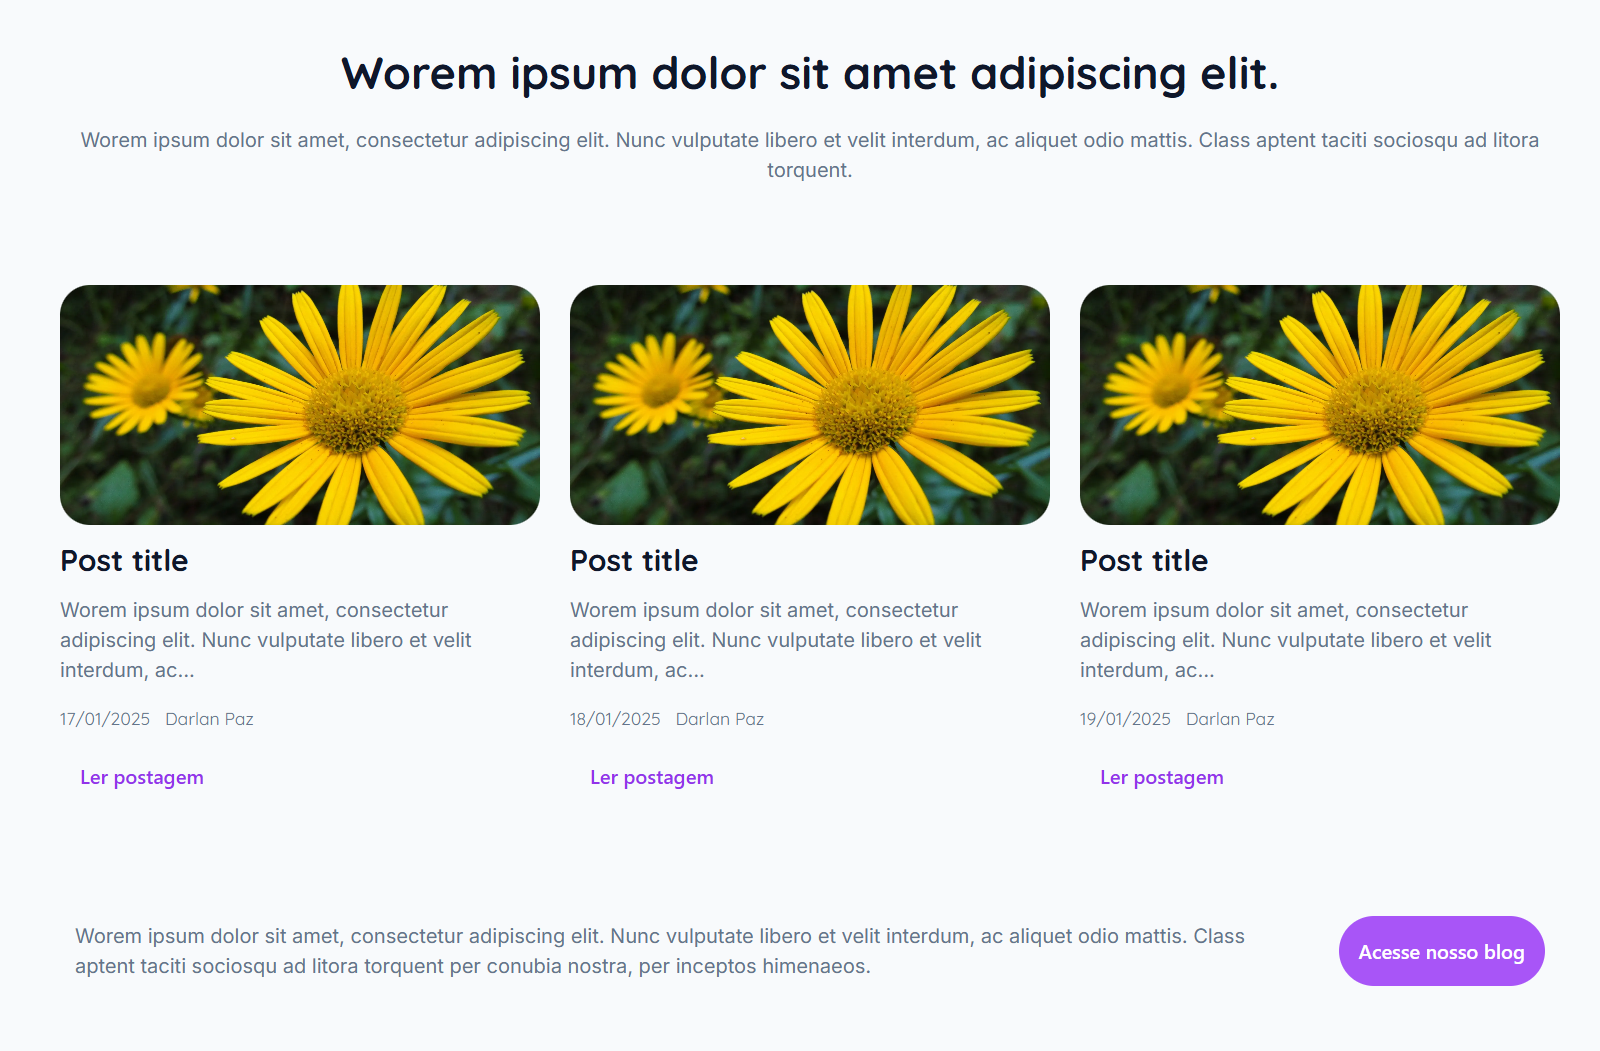 Worem ipsum dolor sit amet adipiscing elit.
Worem ipsum dolor sit amet, consectetur adipiscing elit. Nunc vulputate libero et velit interdum, ac aliquet odio mattis. Class aptent taciti sociosqu ad litora
torquent.
Post title
Worem ipsum dolor sit amet, consectetur
adipiscing elit. Nunc vulputate libero et velit
interdum, ac...
17/01/2025 Darlan Paz
Ler postagem
Post title
Worem ipsum dolor sit amet, consectetur
adipiscing elit. Nunc vulputate libero et velit
interdum, ac...
18/01/2025 Darlan Paz
Ler postagem
Post title
Worem ipsum dolor sit amet, consectetur
adipiscing elit. Nunc vulputate libero et velit
interdum, ac...
19/01/2025 Darlan Paz
Ler postagem
Worem ipsum dolor sit amet, consectetur adipiscing elit. Nunc vulputate libero et velit interdum, ac aliquet odio mattis. Class
aptent taciti sociosqu ad litora torquent per conubia nostra, per inceptos himenaeos.
Acesse nosso blog